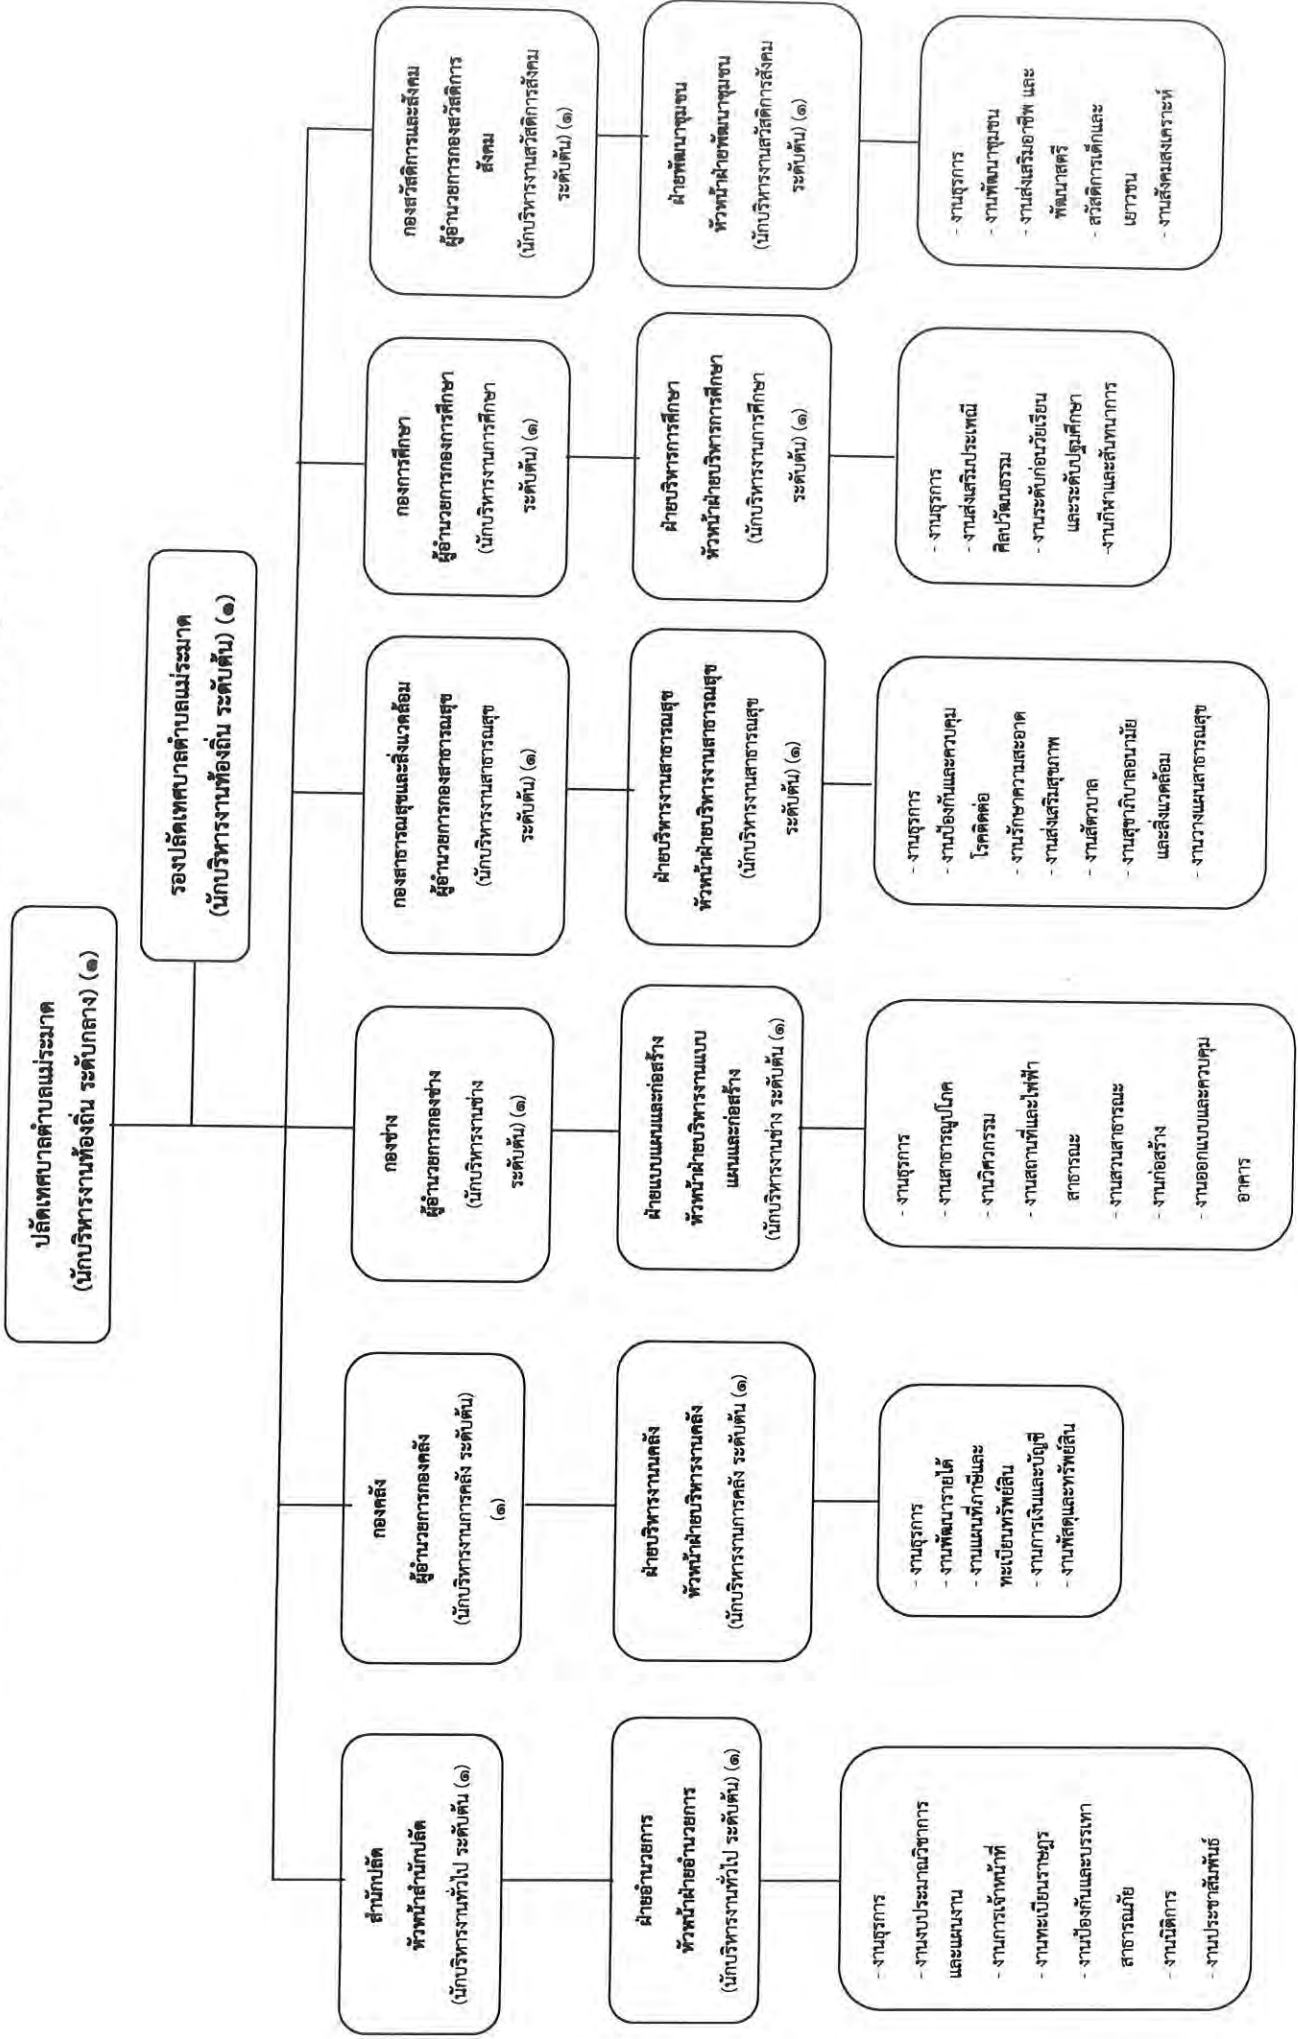 ปลัดเทศบาลตำบลแม่ระมาด
(นักบริหารงานท้องถิ่น ระดับกลาง) (๑)
รองปลัดเทศบาลตำบลแม่ระมาด
(นักบริหารงานท้องถิ่น ระดับต้น) (๑)
สำนักปลัด
หัวหน้าสำนักปลัด
(นักบริหารงานทั่วไป ระดับต้น (๑)
กองคลัง
ผู้อำนวยการกองคลัง
(นักบริหารงานการคลัง ระดับต้น)
(๑)
กองช่าง
ผู้อำนวยการกองช่าง
(นักบริหารงานช่าง
ระดับต้น) (๑)
กองสาธารณสุขและสิ่งแวดล้อม
ผู้อำนวยการกองสาธารณสุข
(นักบริหารงานสาธารณสุข
ระดับต้น) (๑)
กองการศึกษา
ผู้อำนวยการกองการศึกษา
(นักบริหารงานการศึกษา
ระดับต้น) (๑)
กองสวัสดิการและสังคม
ผู้อำนวยการกองสวัสดิการ
สังคม
(นักบริหารงานสวัสดิการสังคม
ระดับต้น) (๑)
ฝ่ายอำนวยการ
หัวหน้าฝ่ายอำนวยการ
(นักบริหารงานทั่วไป ระดับต้น) (๑)
ฝ่ายบริหารงานนคลัง
หัวหน้าฝ่ายบริหารงานคลัง
(นักบริหารงานการคลัง ระดับต้น (๑)
ฝ่ายแบบแผนและก่อสร้าง
หัวหน้าฝ่ายบริหารงานแบบ
แผนและก่อสร้าง
(นักบริหารงานช่าง ระดับต้น (๑)
ฝ่ายบริหารงานสาธารณสุข
หัวหน้าฝ่ายบริหารงานสาธารณสุข
(นักบริหารงานสาธารณสุข
ระดับต้น) (๑)
ฝ่ายบริหารการศึกษา
หัวหน้าฝ่ายบริหารการศึกษา
(นักบริหารงานการศึกษา
ระดับต้น) (๑)
ฝ่ายพัฒนาชุมชน
หัวหน้าฝ่ายพัฒนาชุมชน
(นักบริหารงานสวัสดิการสังคม
ระดับต้น) (๑)
- งานธุรการ
- งานงบประมาณวิชาการ
และแผนงาน
- งานการเจ้าหน้าที่
- งานทะเบียนราษฎร
- งานป้องกันและบรรเทา
สาธารณภัย
- งานนิติการ
- งานประชาสัมพันธ์
- งานธุรการ
- งานพัฒนารายได้
- งานแผนที่ภาษีและ
ทะเบียนทรัพย์สิน
- งานการเงินและบัญชี
- งานพัสดุและทรัพย์สิน
- งานธุรการ
- งานสาธารณูปโภค
- งานวิศวกรรม
- งานสถานที่และไฟฟ้า
สาธารณะ
- งานสวนสาธารณะ
- งานก่อสร้าง
- งานออกแบบและควบคุม
อาคาร
- งานธุรการ
- งานป้องกันและควบคุม
โรคติดต่อ
- งานรักษาความสะอาด
- งานส่งเสริมสุขภาพ
- งานสัตวบาล
- งานสุขาภิบาลอนามัย
และสิ่งแวดล้อม
- งานวางแผนสาธารณสุข
- งานธุรการ
- งานส่งเสริมประเพณี
ศิลปวัฒนธรรม
- งานระดับก่อนวัยเรียน
และระดับปฐมศึกษา
-งานกีฬาและสันทนาการ
- งานธุรการ
- งานพัฒนาชุมชน
- งานส่งเสริมอาชีพ และ
พัฒนาสตรี
- สวัสดิการเด็กและ
เยาวชน
- งานสังคมสงเคราะห์